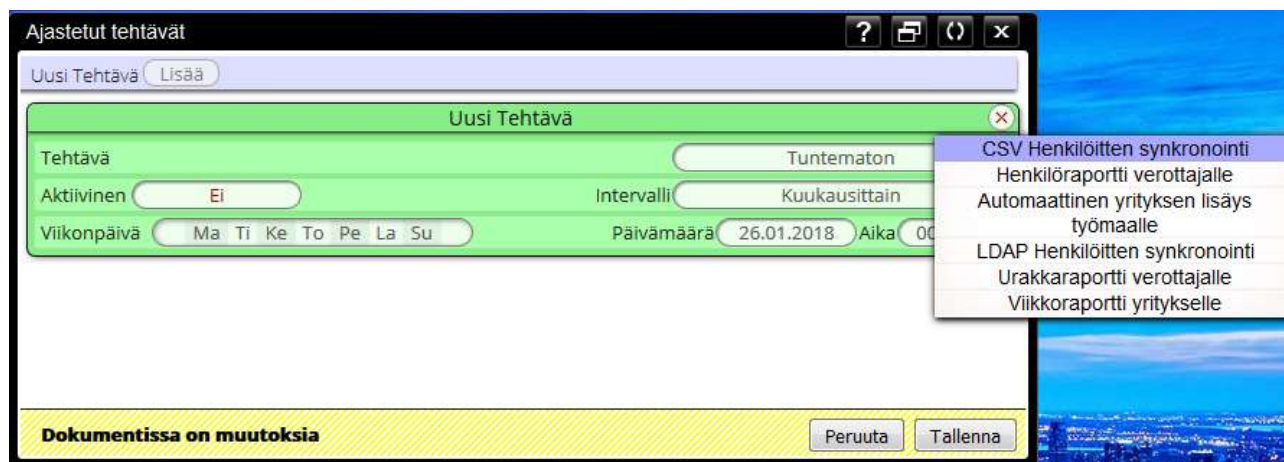 Ajastetut tehtävät
Uusi Tehtävä Lisää
Uusi Tehtävä
Tehtävä Tuntematon
Aktiivinen Ei Intervalli Kuukausittain
Viikonpäivä Ma Ti Ke To Pe La Su Päivämäärä 26.01.2018 Aika
CSV Henkilöitten synkronointi
Henkilöraportti verottajalle
Automaattinen yrityksen lisäys
työmaalle
LDAP Henkilöitten synkronointi
Urakkaraportti verottajalle
Viikkoraportti yritykselle
Dokumentissa on muutoksia Peruuta Tallenna